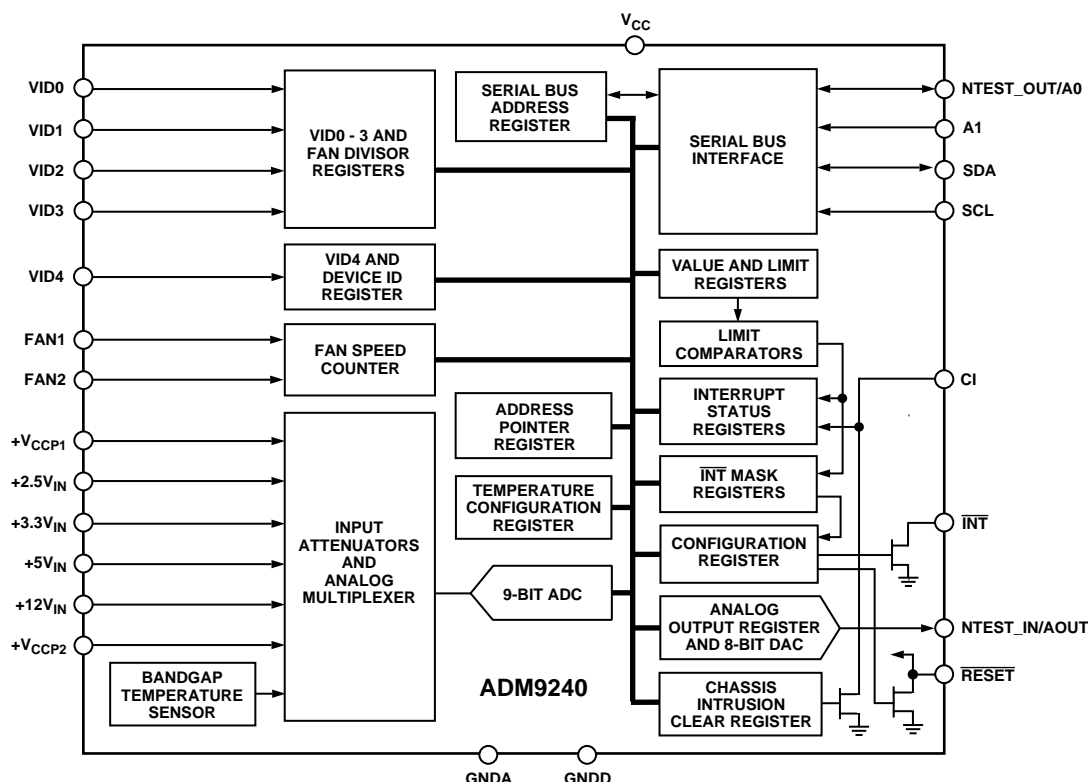 VCC
VID0
VID1
VID2
VID3
VID4
FAN1
FAN2
+VCCP1
+2.5VIN
+3.3VIN
+5VIN
+12VIN
+VCCP2
VID0 - 3 AND
FAN DIVISOR
REGISTERS
VID4 AND
DEVICE ID
REGISTER
FAN SPEED
COUNTER
INPUT
ATTENUATORS
AND
ANALOG
MULTIPLEXER
BANDGAP
TEMPERATURE
SENSOR
SERIAL BUS
ADDRESS
REGISTER
ADDRESS
POINTER
REGISTER
TEMPERATURE
CONFIGURATION
REGISTER
9-BIT ADC
ADM9240
SERIAL BUS
INTERFACE
VALUE AND LIMIT
REGISTERS
LIMIT
COMPARATORS
INTERRUPT
STATUS
REGISTERS
INT MASK
REGISTERS
CONFIGURATION
REGISTER
ANALOG
OUTPUT REGISTER
AND 8-BIT DAC
CHASSIS
INTRUSION
CLEAR REGISTER
NTEST_OUT/A0
A1
SDA
SCL
CI
INT
NTEST_IN/AOUT
RESET
GNDA
GNDD